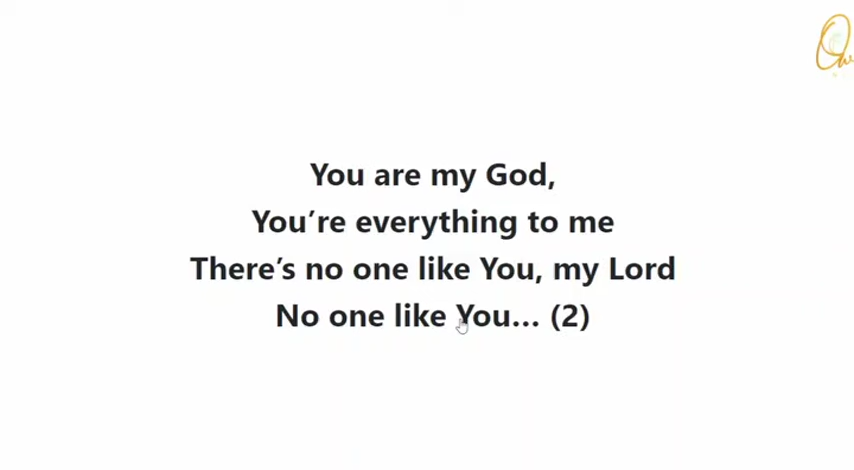 You are my God,
You’re everything to me
There’s no one like You, my Lord
No one like You... (2)